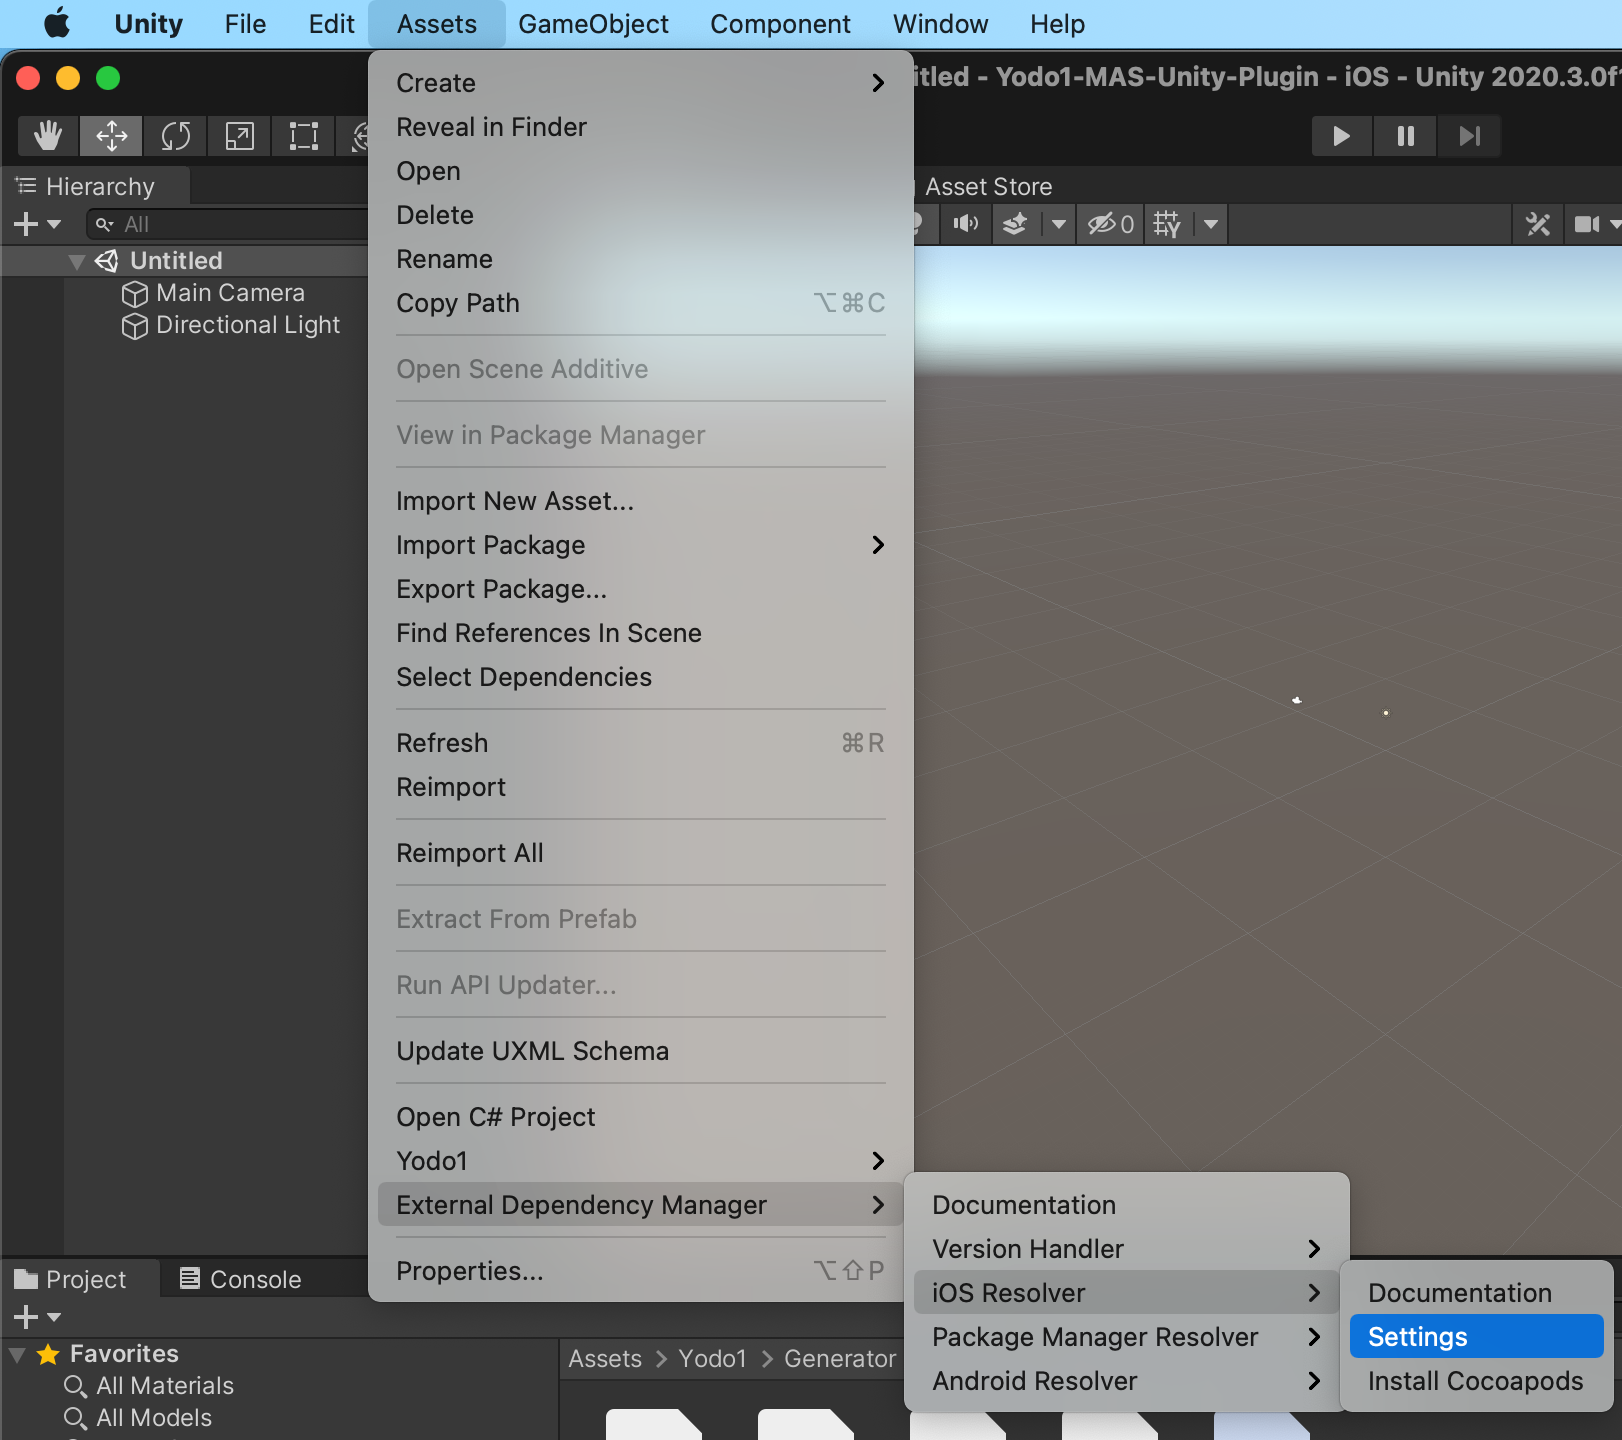 Unity File Edit Assets GameObject Component Window Help
itled - Yodo1-MAS-Unity-Plugin - iOS - Unity 2020.3.0f
Hierarchy
All
Untitled
Main Camera
Directional Light
Create
Reveal in Finder
Open
Delete
Rename
Copy Path ⌥⌘C
Open Scene Additive
View in Package Manager
Import New Asset...
Import Package
Export Package...
Find References In Scene
Select Dependencies
Refresh ⌘R
Reimport
Reimport All
Extract From Prefab
Run API Updater...
Update UXML Schema
Open C# Project
Yodo1
External Dependency Manager
Properties... ⌥⇧P
Asset Store
0
Documentation
Version Handler
iOS Resolver
Package Manager Resolver
Android Resolver
Documentation
Settings
Install Cocoapods
Project Console
Favorites
All Materials
All Models
Assets > Yodo1 > Generator